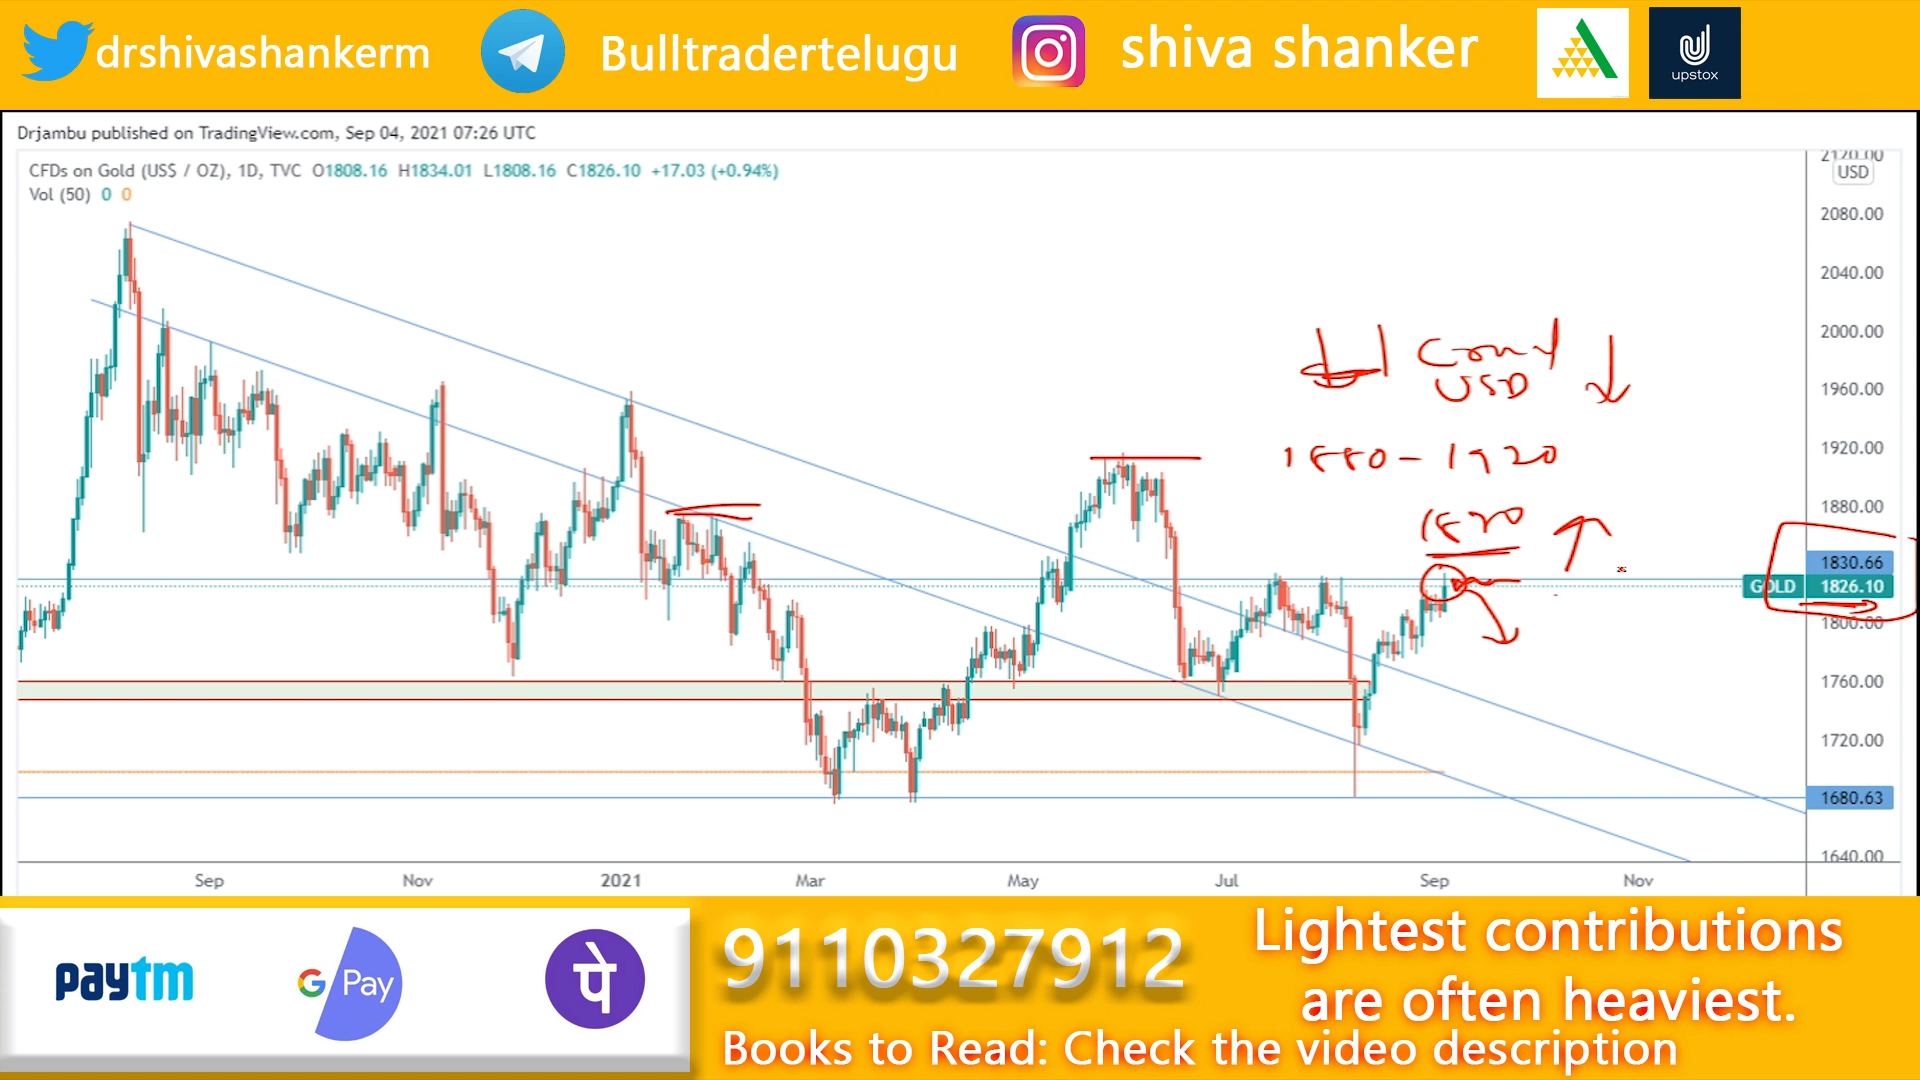 drshivashankerm
Bulltradertelugu
shiva shanker
upstox
Drjambu published on TradingView.com, Sep 04, 2021 07:26 UTC
CFDs on Gold (US$ / OZ), 1D, TVC O1808.16 H1834.01 L1808.16 C1826.10 +17.03 (+0.94%)
Vol (50) 0 0
2120.00
USD
2080.00
2040.00
2000.00
1960.00
1920.00
1880.00
1830.66
GOLD 1826.10
1800.00
1760.00
1720.00
1680.63
1640.00
USD
1880-1920
Sep Nov 2021 Mar May Jul Sep Nov
paytm
G Pay
पे
9110327912
Lightest contributions
are often heaviest.
Books to Read: Check the video description